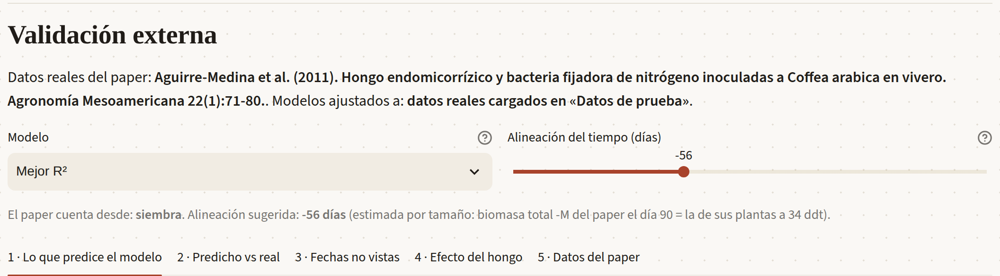 Validación externa
Datos reales del paper: Aguirre-Medina et al. (2011). Hongo endomicorrízico y bacteria fijadora de nitrógeno inoculadas a Coffea arabica en vivero.
Agronomía Mesoamericana 22(1):71-80.. Modelos ajustados a: datos reales cargados en «Datos de prueba».
Modelo
Alineación del tiempo (días)
-56
Mejor R²
El paper cuenta desde: siembra. Alineación sugerida: -56 días (estimada por tamaño: biomasa total -M del paper el día 90 = la de sus plantas a 34 ddt).
1 · Lo que predice el modelo 2 · Predicho vs real 3 · Fechas no vistas 4 · Efecto del hongo 5 · Datos del paper